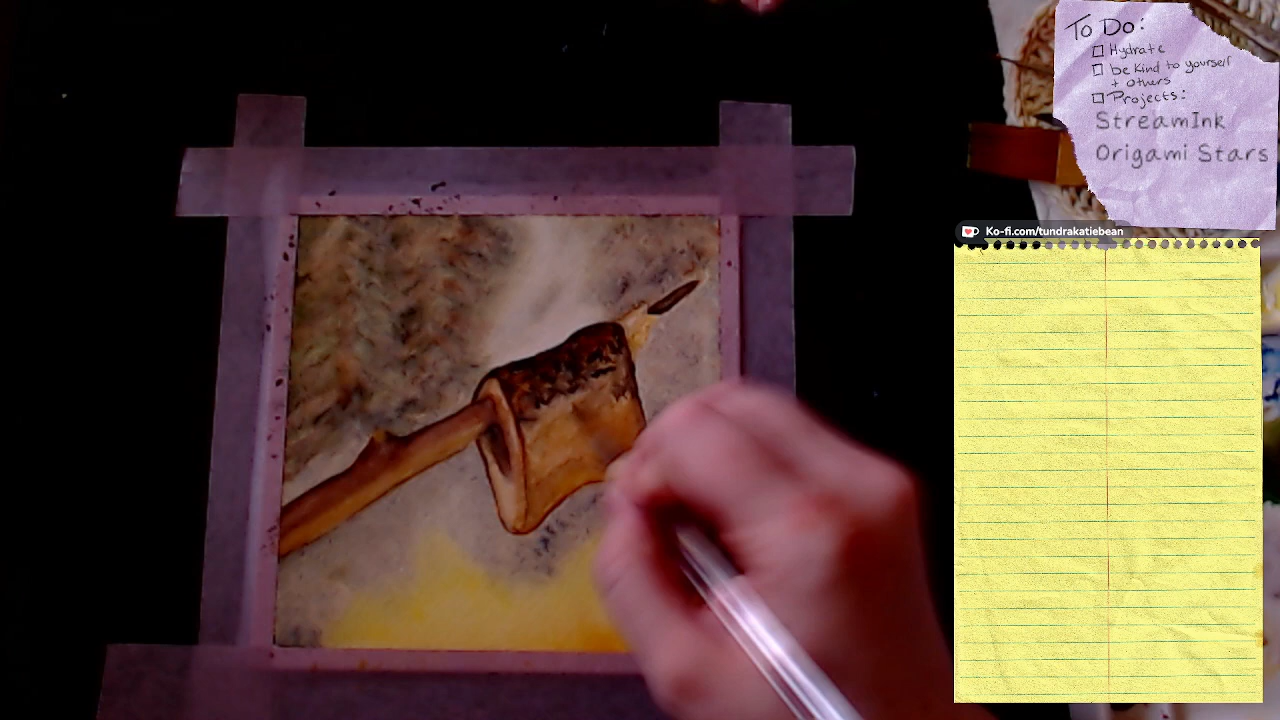 To Do:
Hydrate
be kind to yourself
+ others
Projects:
StreamInk
Origami Stars
Ko-fi.com/tundrakatiebean